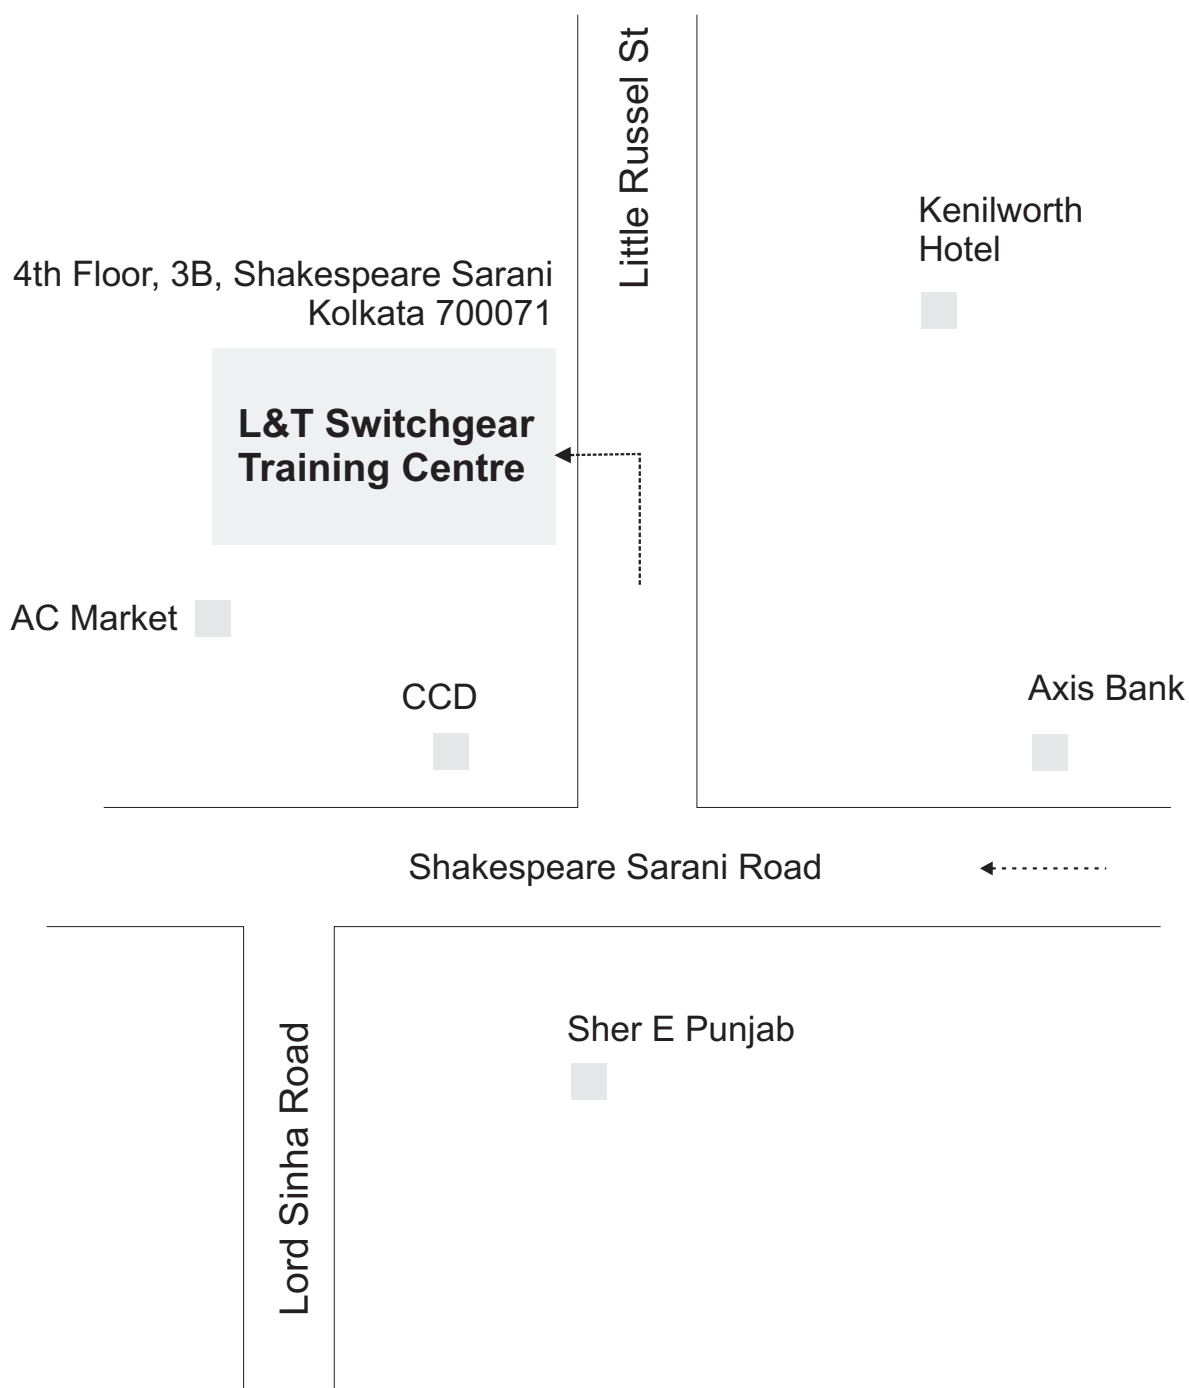 Little Russel St
Kenilworth
Hotel
4th Floor, 3B, Shakespeare Sarani
Kolkata 700071
L&T Switchgear
Training Centre
AC Market
CCD
Axis Bank
Shakespeare Sarani Road
Sher E Punjab
Lord Sinha Road